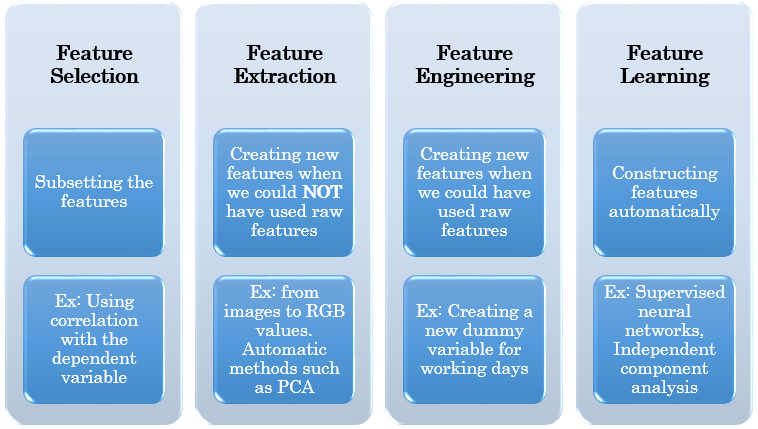 Feature
Selection
Subsetting the
features
Ex: Using
correlation
with the
dependent
variable
Feature
Extraction
Creating new
features when
we could NOT
have used raw
features
Ex: from
images to RGB
values.
Automatic
methods such
as PCA
Feature
Engineering
Creating new
features when
we could have
used raw
features
Ex: Creating a
new dummy
variable for
working days
Feature
Learning
Constructing
features
automatically
Ex: Supervised
neural
networks,
Independent
component
analysis